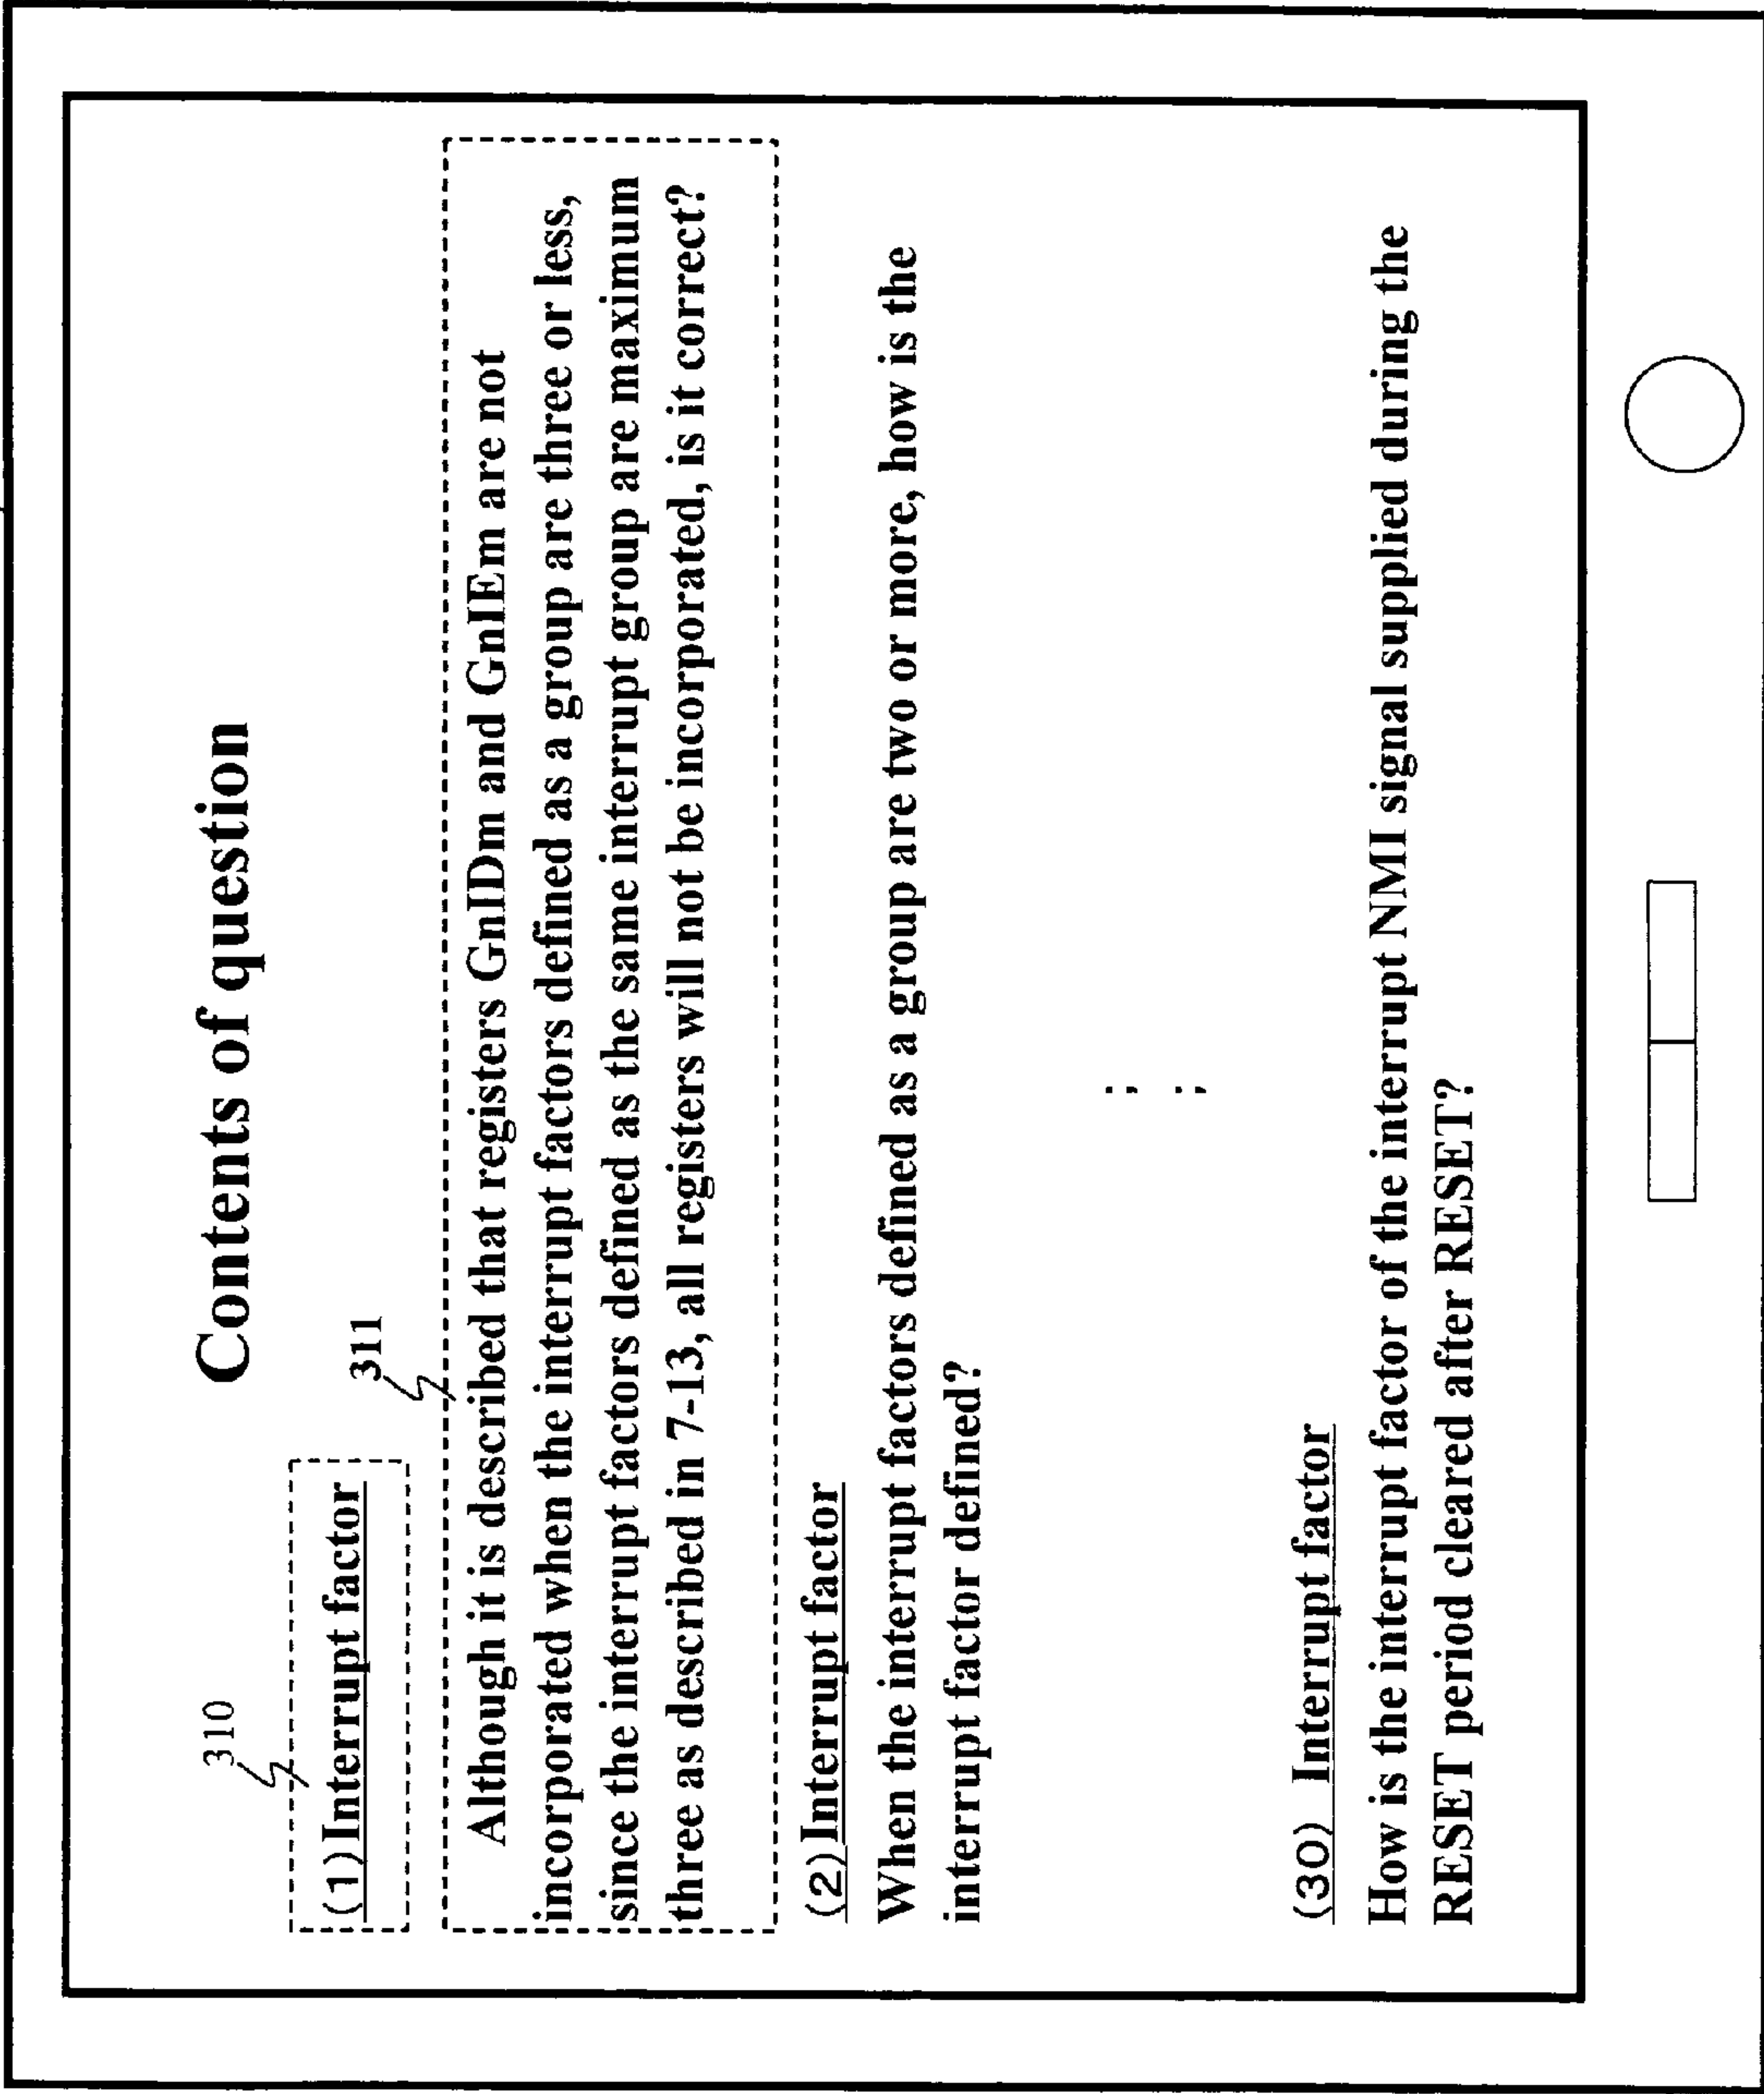 Contents of question
310
(1)Interrupt factor
311
Although it is described that registers GnIDm and GnIEm are not
incorporated when the interrupt factors defined as a group are three or less,
since the interrupt factors defined as the same interrupt group are maximum
three as described in 7-13, all registers will not be incorporated, is it correct?
(2)Interrupt factor
When the interrupt factors defined as a group are two or more, how is the
interrupt factor defined?
;
;
(30) Interrupt factor
How is the interrupt factor of the interrupt NMI signal supplied during the
RESET period cleared after RESET?